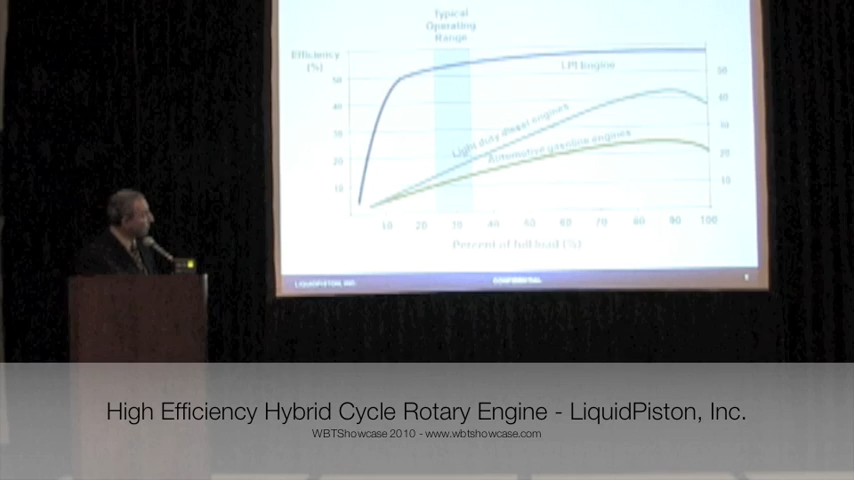 Typical
Operating
Range
Efficiency
(%)
50
40
30
20
10
LPI Engine
Light duty diesel engines
Automotive gasoline engines
50
40
30
20
10
10 20 30 40 50 60 70 80 90 100
Percent of full load (%)
LIQUIDPISTON, INC.
CONFIDENTIAL
High Efficiency Hybrid Cycle Rotary Engine - LiquidPiston, Inc.
WBTShowcase 2010 - www.wbtshowcase.com